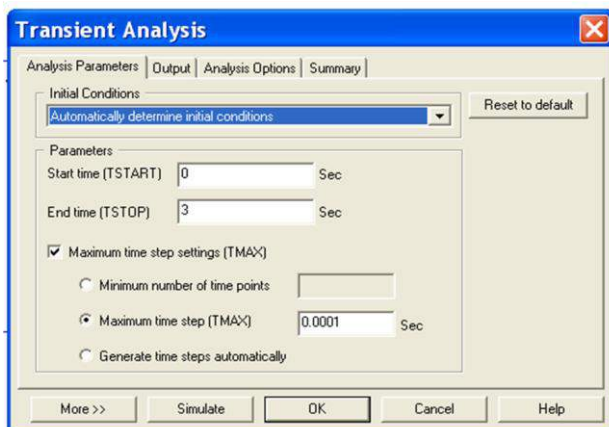 Transient Analysis
Analysis Parameters Output Analysis Options Summary
Initial Conditions
Automatically determine initial conditions
Reset to default
Parameters
Start time (TSTART) 0 Sec
End time (TSTOP) 3 Sec
Maximum time step settings (TMAX)
Minimum number of time points
Maximum time step (TMAX) 0.0001 Sec
Generate time steps automatically
More >> Simulate OK Cancel Help